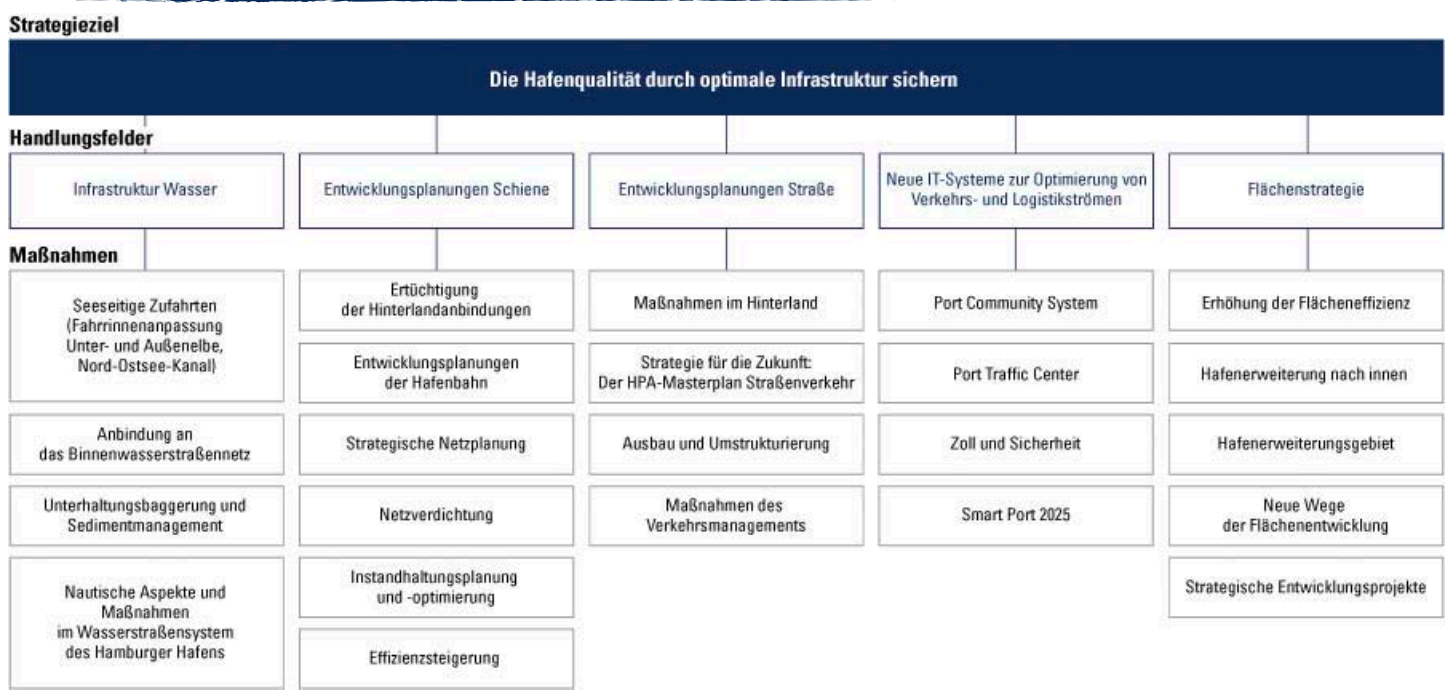 Strategieziel
Die Hafenqualität durch optimale Infrastruktur sichern
Handlungsfelder
Infrastruktur Wasser
Entwicklungsplanungen Schiene
Entwicklungsplanungen Straße
Neue IT-Systeme zur Optimierung von
Verkehrs- und Logistikströmen
Flächenstrategie
Maßnahmen
Seeseitige Zufahrten
(Fahrrinnenanpassung
Unter- und Außenelbe,
Nord-Ostsee-Kanal)
Anbindung an
das Binnenwasserstraßennetz
Unterhaltungsbaggerung und
Sedimentmanagement
Nautische Aspekte und
Maßnahmen
im Wasserstraßensystem
des Hamburger Hafens
Ertüchtigung
der Hinterlandanbindungen
Entwicklungsplanungen
der Hafenbahn
Strategische Netzplanung
Netzverdichtung
Instandhaltungsplanung
und -optimierung
Effizienzsteigerung
Maßnahmen im Hinterland
Strategie für die Zukunft:
Der HPA-Masterplan Straßenverkehr
Ausbau und Umstrukturierung
Maßnahmen des
Verkehrsmanagements
Port Community System
Port Traffic Center
Zoll und Sicherheit
Smart Port 2025
Erhöhung der Flächeneffizienz
Hafenerweiterung nach innen
Hafenerweiterungsgebiet
Neue Wege
der Flächenentwicklung
Strategische Entwicklungsprojekte